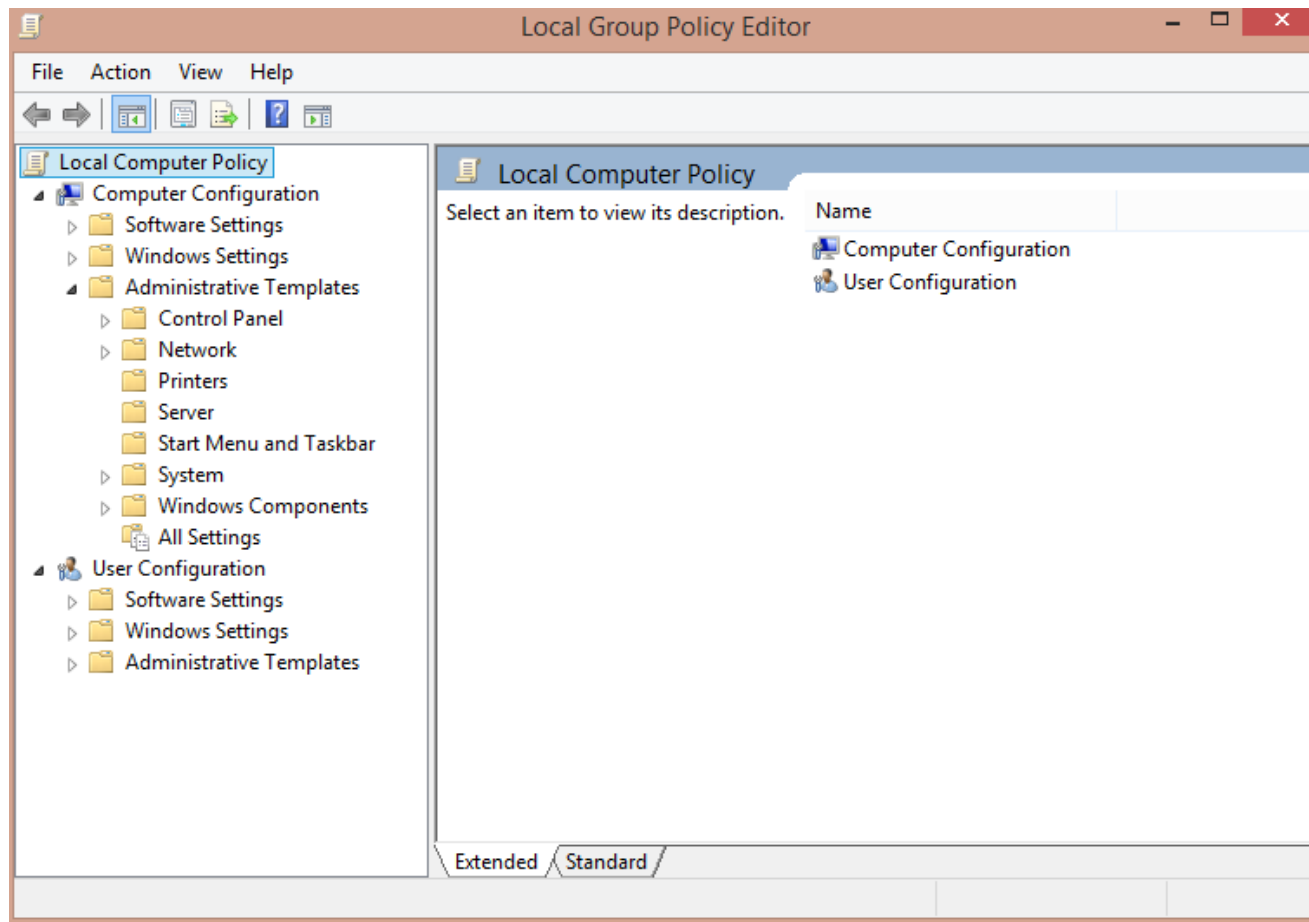 Local Group Policy Editor
File Action View Help
Local Computer Policy
Computer Configuration
Software Settings
Windows Settings
Administrative Templates
Control Panel
Network
Printers
Server
Start Menu and Taskbar
System
Windows Components
All Settings
User Configuration
Software Settings
Windows Settings
Administrative Templates
Local Computer Policy
Select an item to view its description.
Name
Computer Configuration
User Configuration
Extended Standard